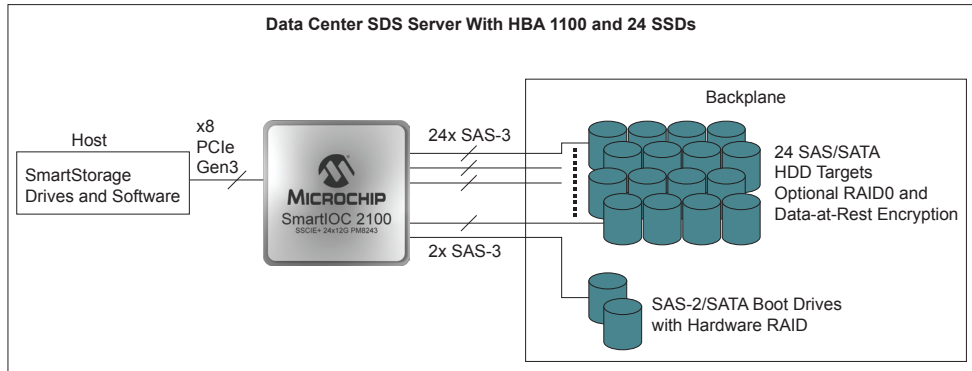 Data Center SDS Server With HBA 1100 and 24 SSDs
Host
SmartStorage
Drives and Software
x8
PCIe
Gen3
MICROCHIP
SmartIOC 2100
SSCIE+ 24x12G PM8243
24x SAS-3
2x SAS-3
Backplane
24 SAS/SATA
HDD Targets
Optional RAID0 and
Data-at-Rest Encryption
SAS-2/SATA Boot Drives
with Hardware RAID